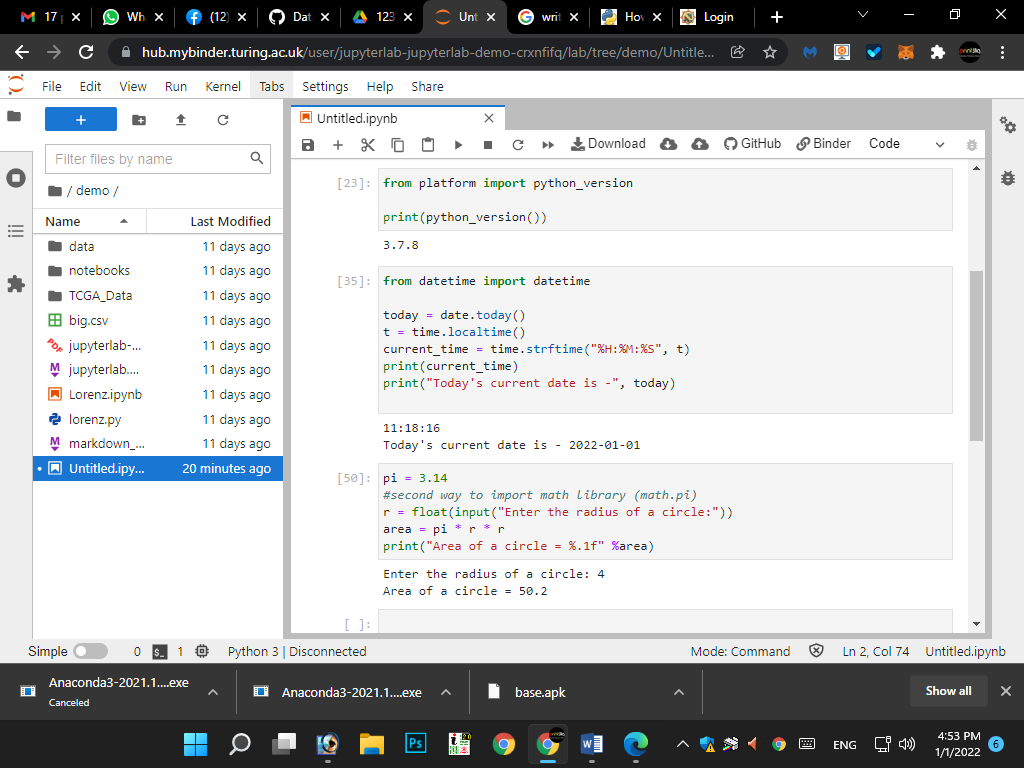 17 p
Wha
(12)
Dat
123
Unt
writ
How
Login
hub.mybinder.turing.ac.uk/user/jupyterlab-jupyterlab-demo-crxnfifq/lab/tree/demo/Untitle...
File Edit View Run Kernel Tabs Settings Help Share
Filter files by name
/ demo /
Name Last Modified
data 11 days ago
notebooks 11 days ago
TCGA_Data 11 days ago
big.csv 11 days ago
jupyterlab-... 11 days ago
jupyterlab.... 11 days ago
Lorenz.ipynb 11 days ago
lorenz.py 11 days ago
markdown_... 11 days ago
Untitled.ipy... 20 minutes ago
Untitled.ipynb
Download GitHub Binder Code
[23]: from platform import python_version
print(python_version())
3.7.8
[35]: from datetime import datetime
today = date.today()
t = time.localtime()
current_time = time.strftime("%H:%M:%S", t)
print(current_time)
print("Today's current date is -", today)
11:18:16
Today's current date is - 2022-01-01
[50]: pi = 3.14
#second way to import math library (math.pi)
r = float(input("Enter the radius of a circle:"))
area = pi * r * r
print("Area of a circle = %.1f" %area)
Enter the radius of a circle: 4
Area of a circle = 50.2
[ ]:
Simple 0 1 Python 3 | Disconnected Mode: Command Ln 2, Col 74 Untitled.ipynb
Anaconda3-2021.1....exe
Canceled
Anaconda3-2021.1....exe
base.apk
Show all
Ps
ENG
4:53 PM
1/1/2022
6